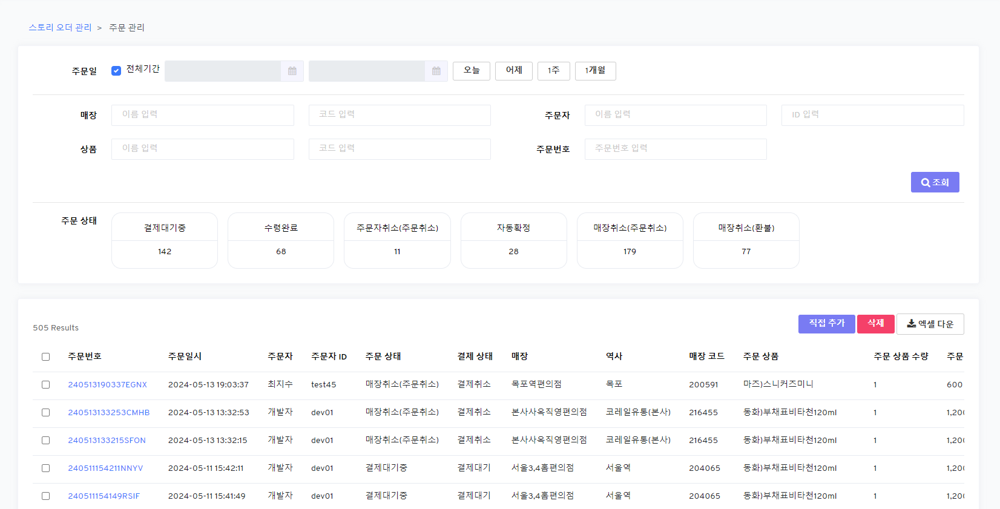 스토리 오더 관리 > 주문 관리
주문일 전체기간 오늘 어제 1주 1개월
매장 이름 입력 코드 입력 주문자 이름 입력 ID 입력
상품 이름 입력 코드 입력 주문번호 주문번호 입력
조회
주문 상태 결제대기중 수령완료 주문자취소(주문취소) 자동확정 매장취소(주문취소) 매장취소(환불)
142 68 11 28 179 77
505 Results 직접 추가 삭제 엑셀 다운
주문번호 주문일시 주문자 주문자 ID 주문 상태 결제 상태 매장 역사 매장 코드 주문 상품 주문 상품 수량 주문
240513190337EGNX 2024-05-13 19:03:37 최지수 test45 매장취소(주문취소) 결제취소 목포역편의점 목포 200591 마즈)스니커즈미니 1 600
240513133253CMHB 2024-05-13 13:32:53 개발자 dev01 매장취소(주문취소) 결제취소 본사사옥직영편의점 코레일유통(본사) 216455 동화)부채표비타천120ml 1 1,200
240513133215SFON 2024-05-13 13:32:15 개발자 dev01 매장취소(주문취소) 결제취소 본사사옥직영편의점 코레일유통(본사) 216455 동화)부채표비타천120ml 1 1,200
240511154211NNYV 2024-05-11 15:42:11 개발자 dev01 결제대기중 결제대기 서울3,4홈편의점 서울역 204065 동화)부채표비타천120ml 1 1,200
240511154149RSIF 2024-05-11 15:41:49 개발자 dev01 결제대기중 결제대기 서울3,4홈편의점 서울역 204065 동화)부채표비타천120ml 1 1,200